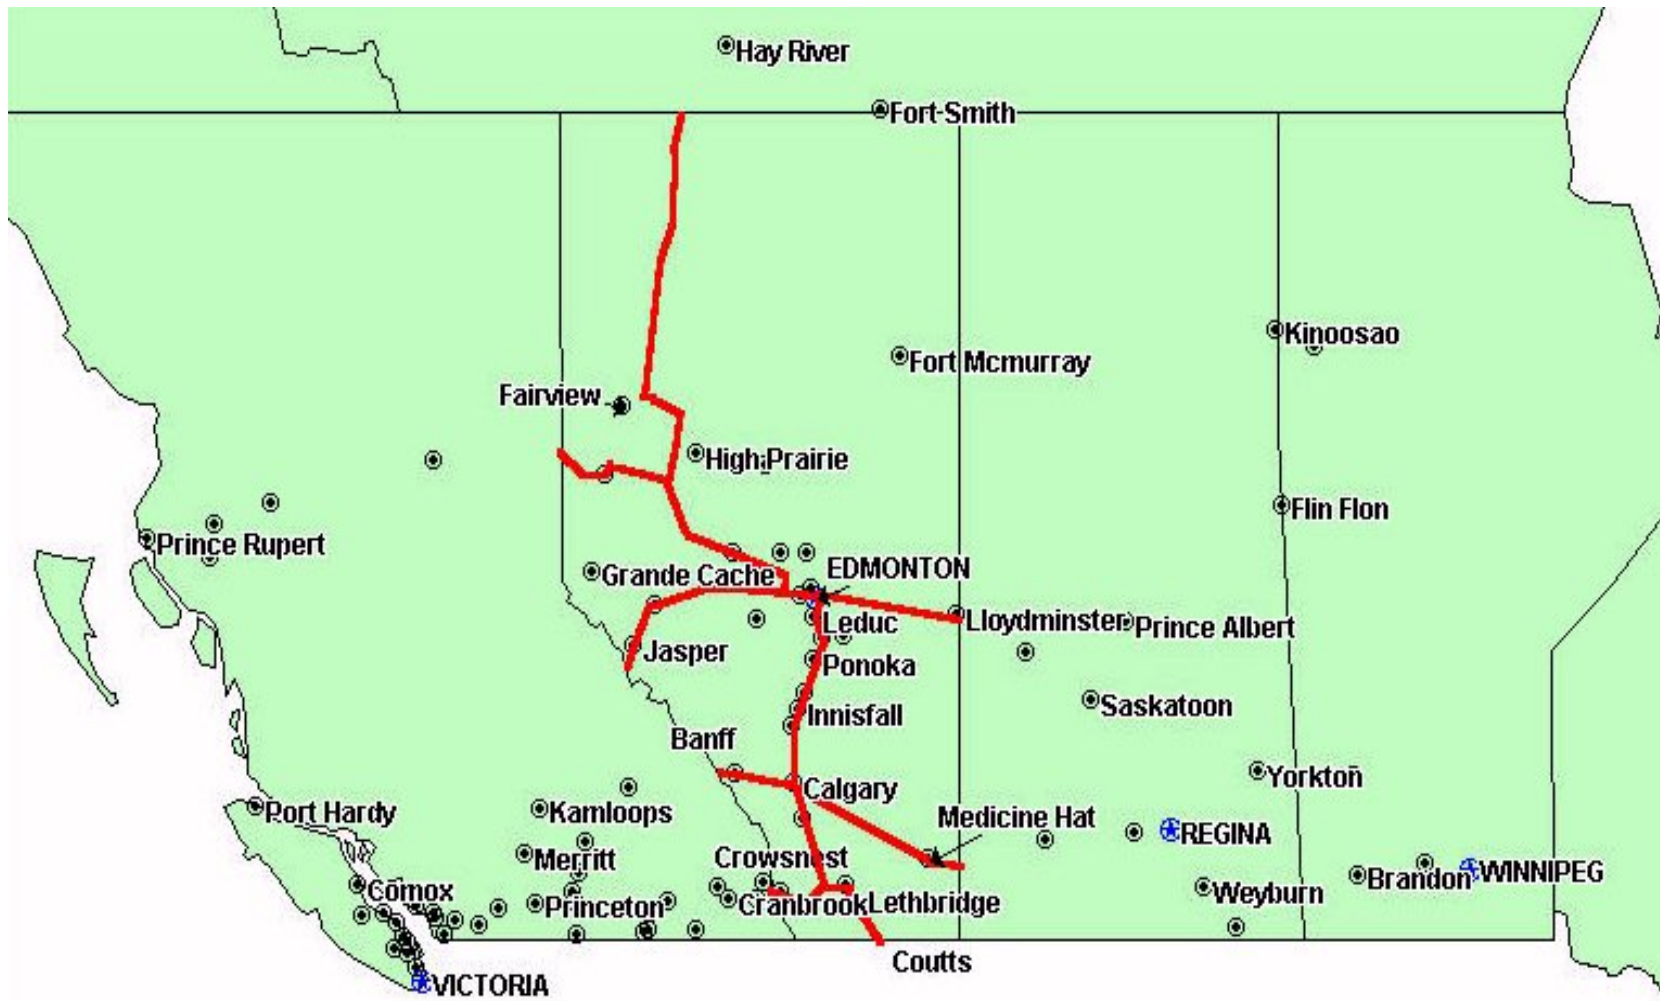 Hay River
Fort Smith
Kinoosao
Fort Mcmurray
Fairview
High Prairie
Flin Flon
Prince Rupert
EDMONTON
Grande Cache
Lloydminster
Prince Albert
Leduc
Jasper
Ponoka
Saskatoon
Innisfall
Banff
Yorkton
Calgary
Port Hardy
Kamloops
Medicine Hat
REGINA
Merritt
Crowsnest
WINNIPEG
Brandon
Comox
Weyburn
Princeton
Cranbrook
Lethbridge
Coutts
VICTORIA